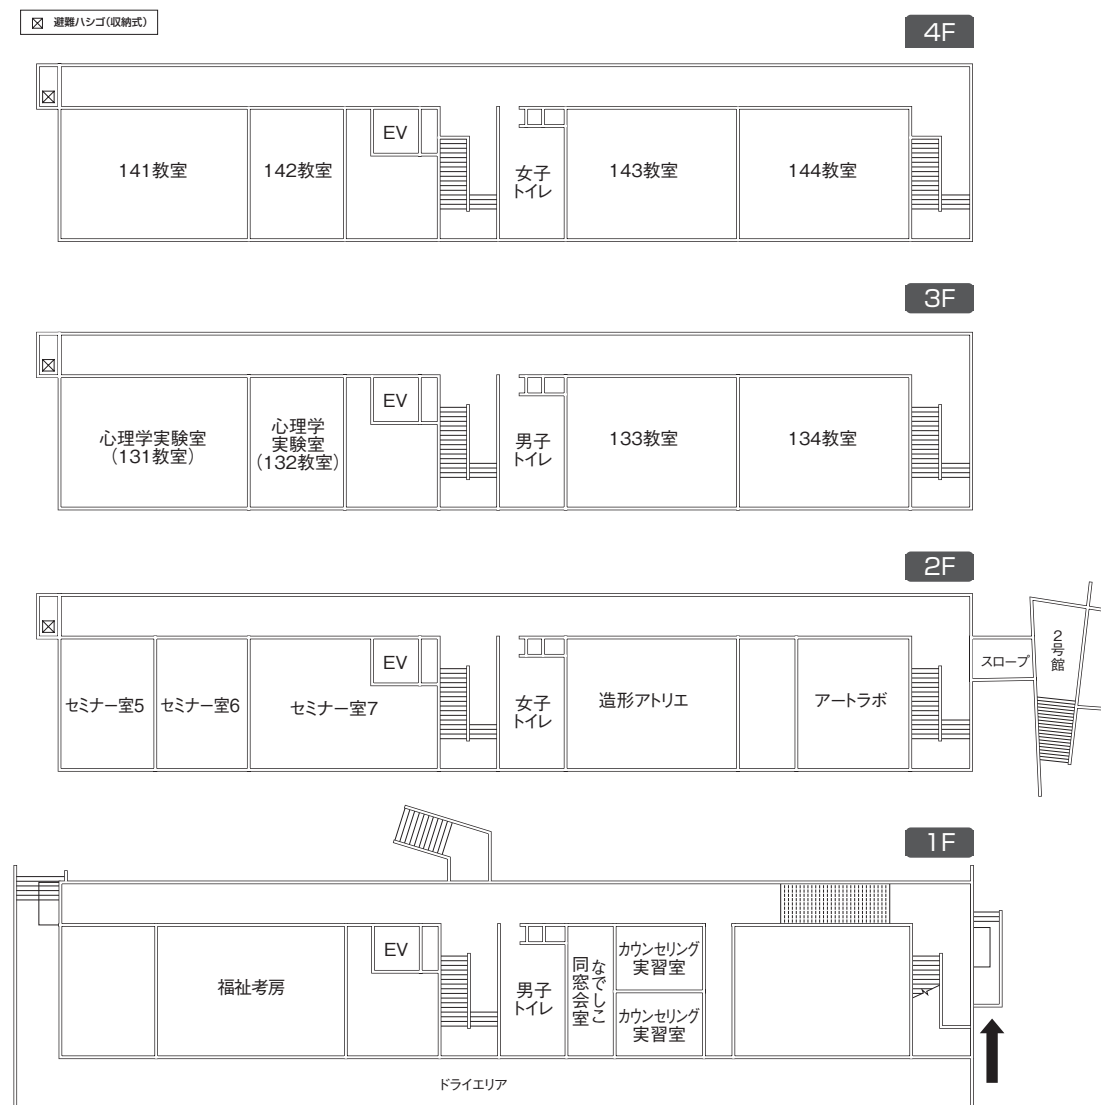 避難ハシゴ(収納式)
4F
EV
141教室
142教室
女子
トイレ
143教室
144教室
3F
EV
心理学実験室
(131教室)
心理学
実験室
(132教室)
男子
トイレ
133教室
134教室
2F
EV
セミナー室5
セミナー室6
セミナー室7
女子
トイレ
造形アトリエ
アートラボ
スロープ
2号館
1F
EV
福祉考房
男子
トイレ
なでしこ
同窓会室
カウンセリング
実習室
カウンセリング
実習室
ドライエリア